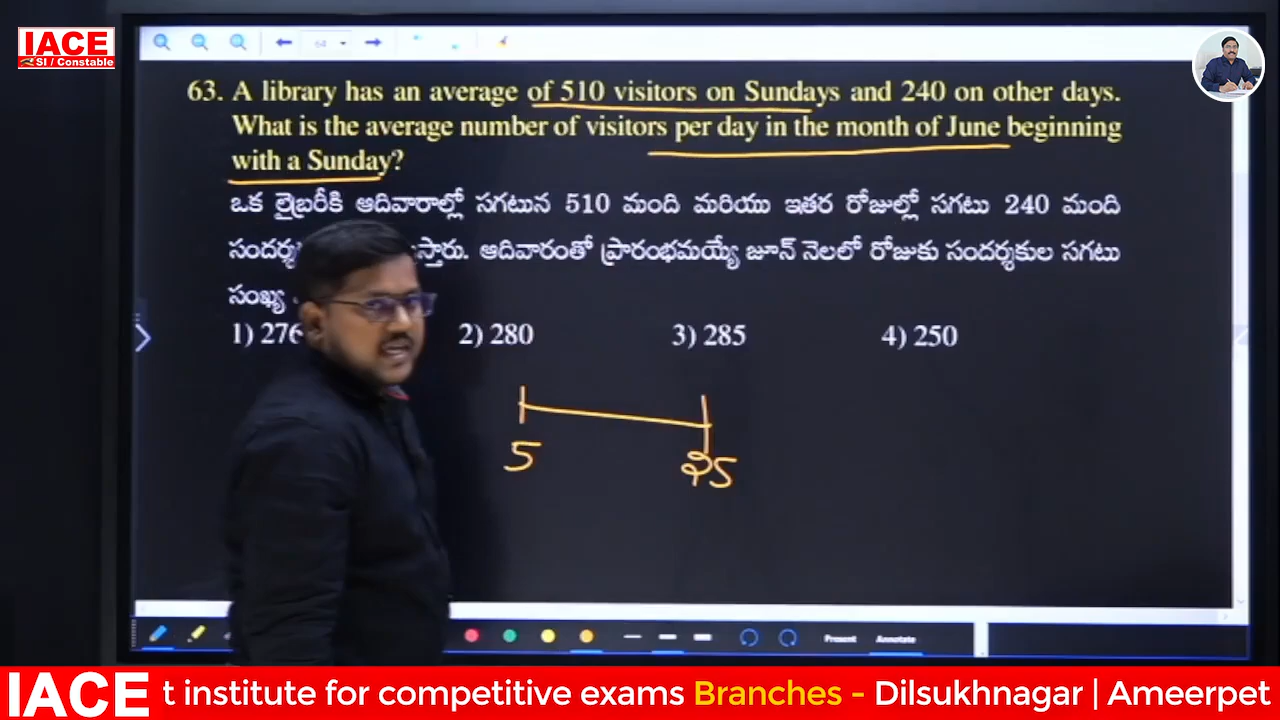 IACE
SI / Constable
64
63. A library has an average of 510 visitors on Sundays and 240 on other days.
What is the average number of visitors per day in the month of June beginning
with a Sunday?
ఒక లైబ్రరీకి ఆదివారాల్లో సగటున 510 మంది మరియు ఇతర రోజుల్లో సగటు 240 మంది
ఆదివారంతో ప్రారంభమయ్యే జూన్ నెలలో రోజుకు సందర్శకుల సగటు
సంఖ్య
1) 276 2) 280 3) 285 4) 250
5 25
Present Annotate
IACE t institute for competitive exams Branches - Dilsukhnagar | Ameerpet